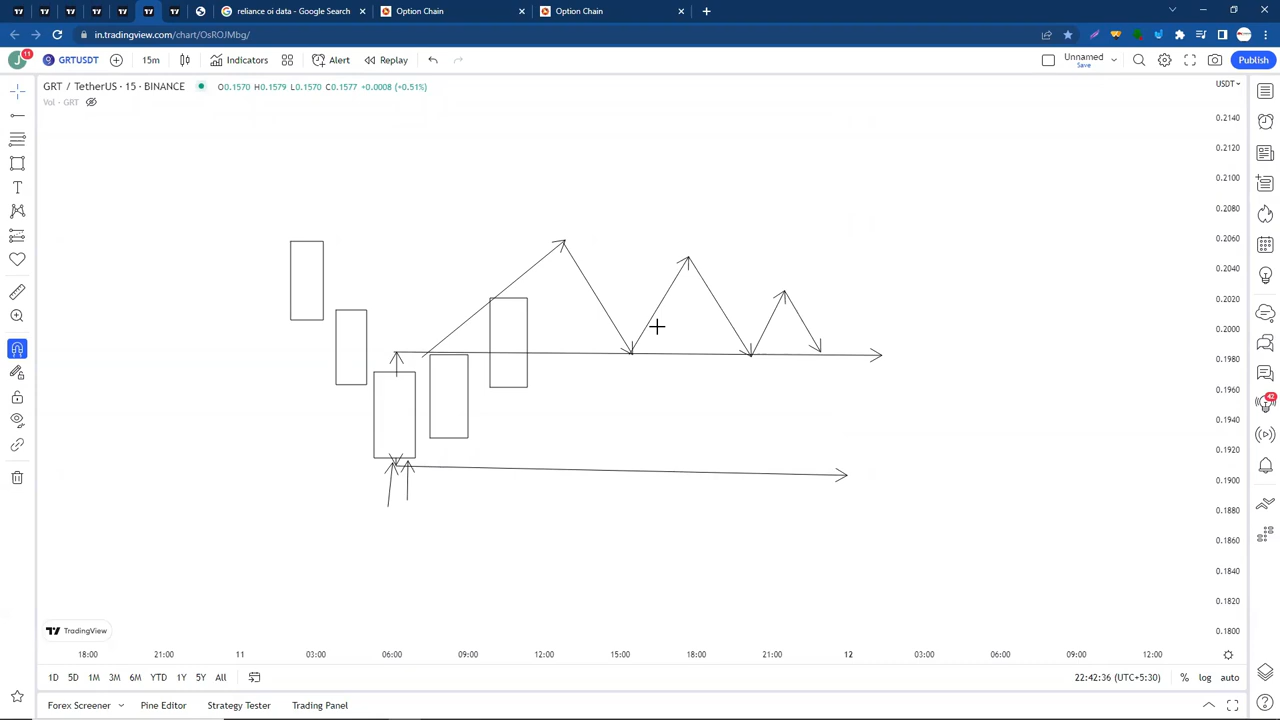 reliance oi data - Google Search
Option Chain
Option Chain
in.tradingview.com/chart/OsROJMbg/
J
11
GRTUSDT
15m
Indicators
Alert
Replay
Unnamed
Save
Publish
GRT / TetherUS · 15 · BINANCE
O0.1570 H0.1579 L0.1570 C0.1577 +0.0008 (+0.51%)
USDT
Vol - GRT
0.2140
0.2120
0.2100
0.2080
0.2060
0.2040
0.2020
0.2000
0.1980
0.1960
0.1940
0.1920
0.1900
0.1880
0.1860
0.1840
0.1820
0.1800
42
TradingView
18:00 21:00 11 03:00 06:00 09:00 12:00 15:00 18:00 21:00 12 03:00 06:00 09:00 12:00
1D 5D 1M 3M 6M YTD 1Y 5Y All
22:42:36 (UTC+5:30) % log auto
Forex Screener Pine Editor Strategy Tester Trading Panel